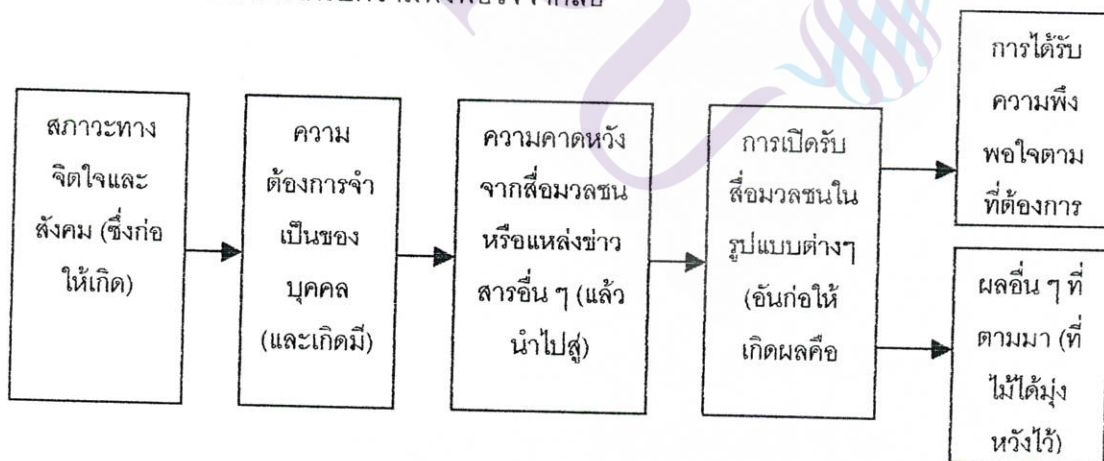 สภาวะทาง
จิตใจและ
สังคม (ซึ่งก่อ
ให้เกิด)
ความ
ต้องการจำ
เป็นของ
บุคคล
(และเกิดมี)
ความคาดหวัง
จากสื่อมวลชน
หรือแหล่งข่าว
สารอื่น ๆ (แล้ว
นำไปสู่)
การเปิดรับ
สื่อมวลชนใน
รูปแบบต่างๆ
(อันก่อให้
เกิดผลคือ
การได้รับ
ความพึง
พอใจตาม
ที่ต้องการ
ผลอื่น ๆ ที่
ตามมา (ที่
ไม้ได้มุ่ง
หวังไว้)